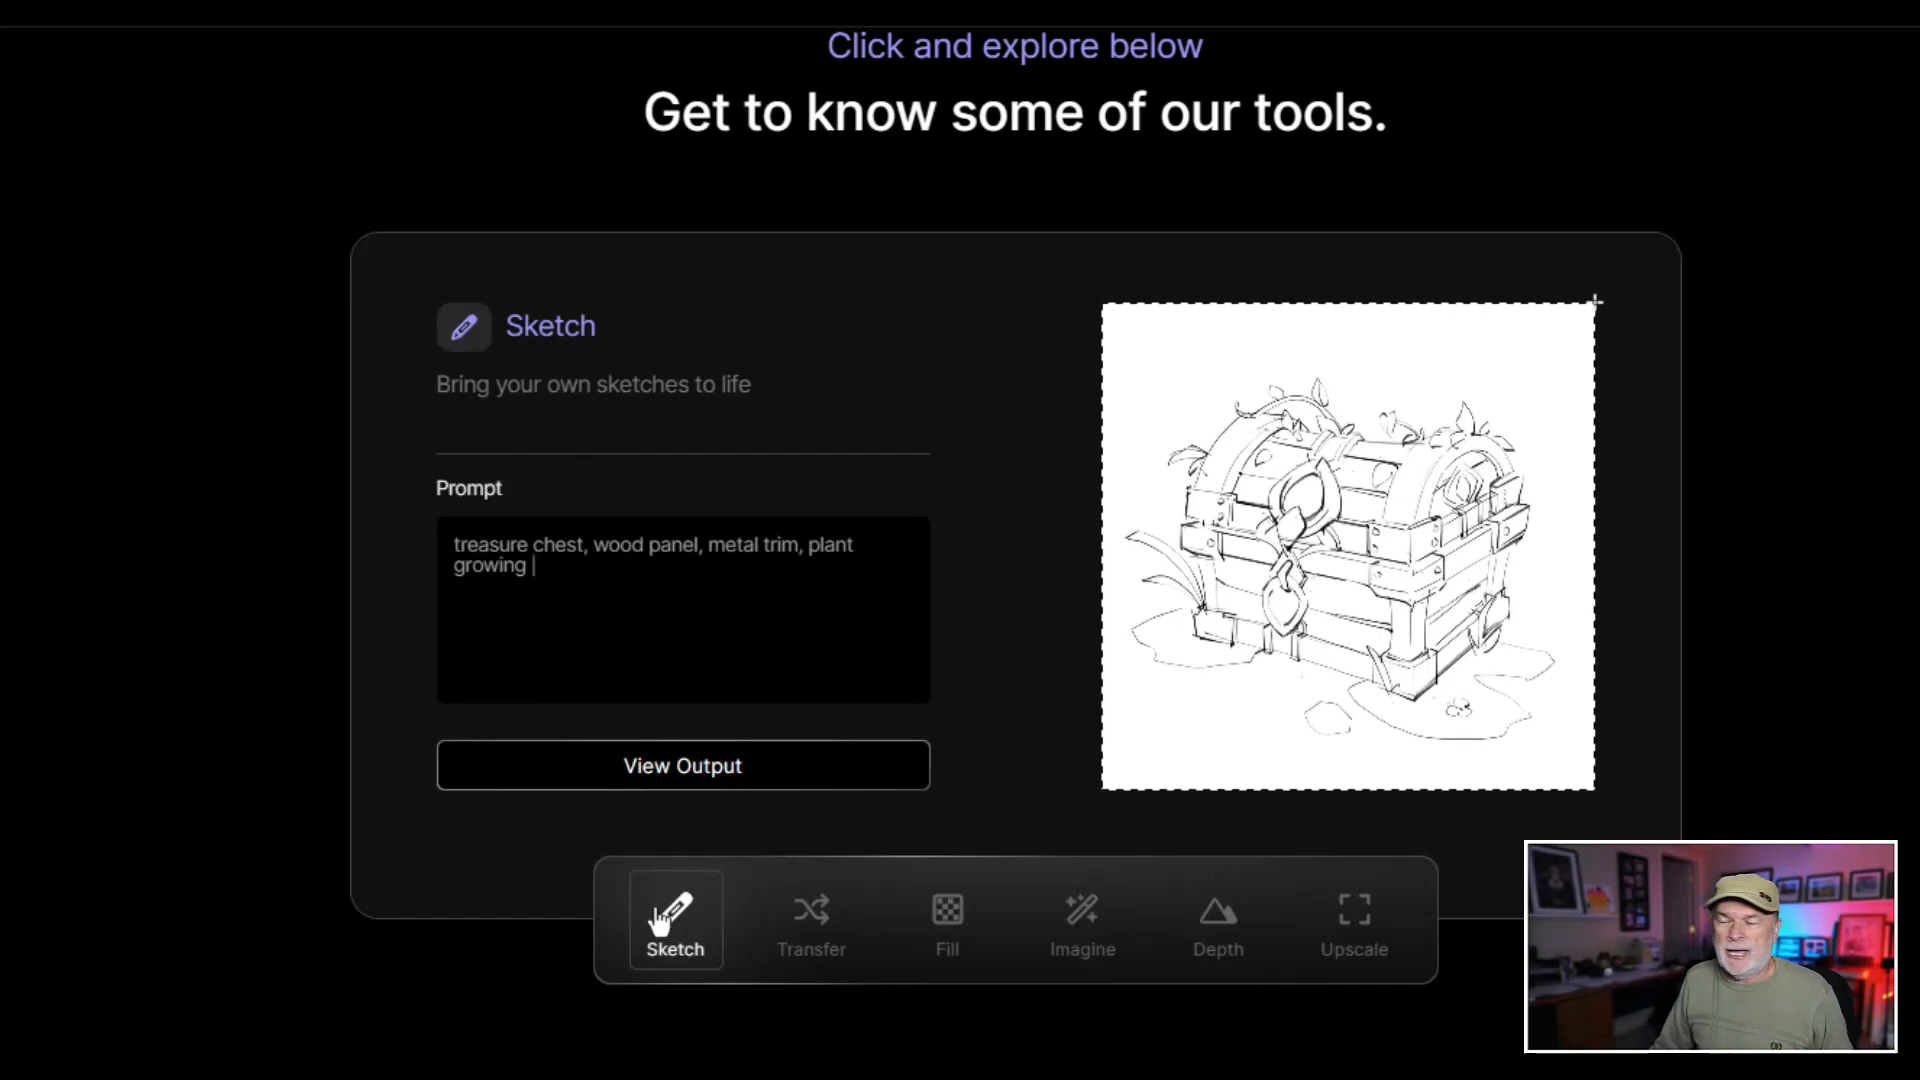 Click and explore below
Get to know some of our tools.
Sketch
Bring your own sketches to life
Prompt
treasure chest, wood panel, metal trim, plant
growing
View Output
Sketch
Transfer
Fill
Imagine
Depth
Upscale